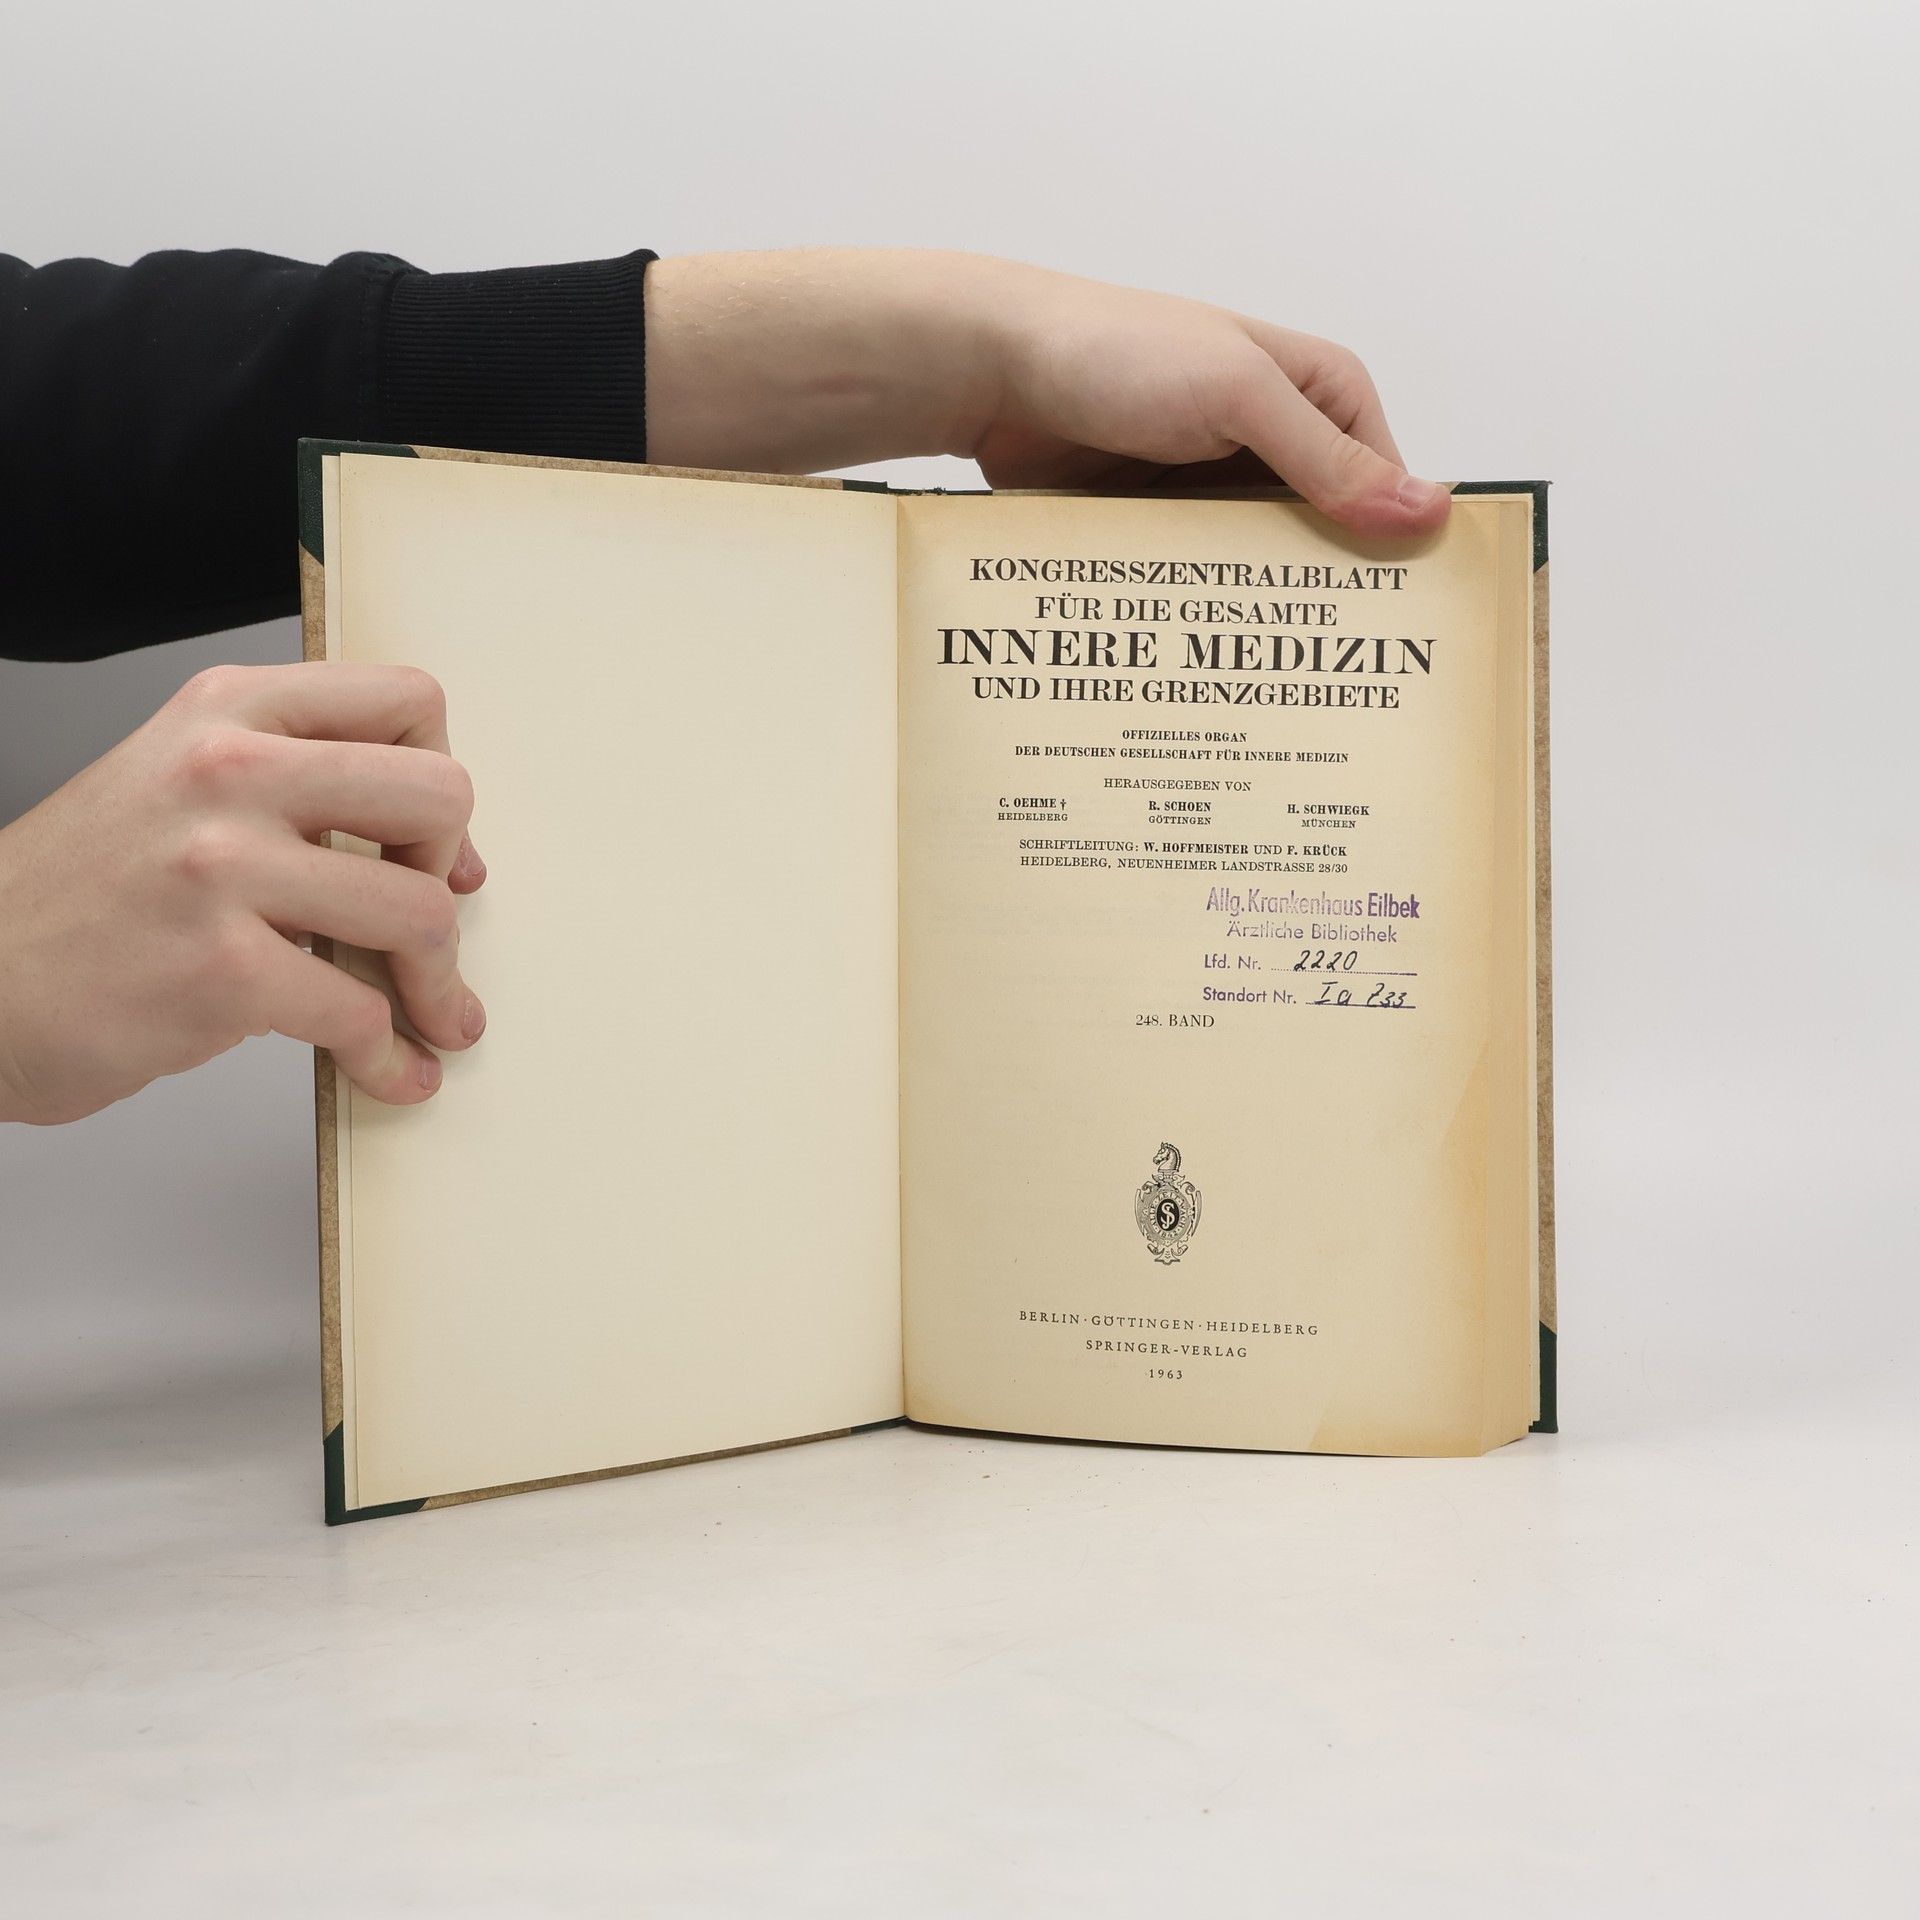 KONGRESSZENTRALBLATT
FÜR DIE GESAMTE
INNERE MEDIZIN
UND IHRE GRENZGEBIETE
OFFIZIELLES ORGAN
DER DEUTSCHEN GESELLSCHAFT FÜR INNERE MEDIZIN
HERAUSGEGEBEN VON
C. OEHME † R. SCHOEN H. SCHWIEGK
HEIDELBERG GÖTTINGEN MÜNCHEN
SCHRIFTLEITUNG: W. HOFFMEISTER UND F. KRÜCK
HEIDELBERG, NEUENHEIMER LANDSTRASSE 28/30
Allg. Krankenhaus Eilbek
Ärztliche Bibliothek
Lfd. Nr. 2220
Standort Nr. Ia Z33
248. BAND
BERLIN · GÖTTINGEN · HEIDELBERG
SPRINGER-VERLAG
1963